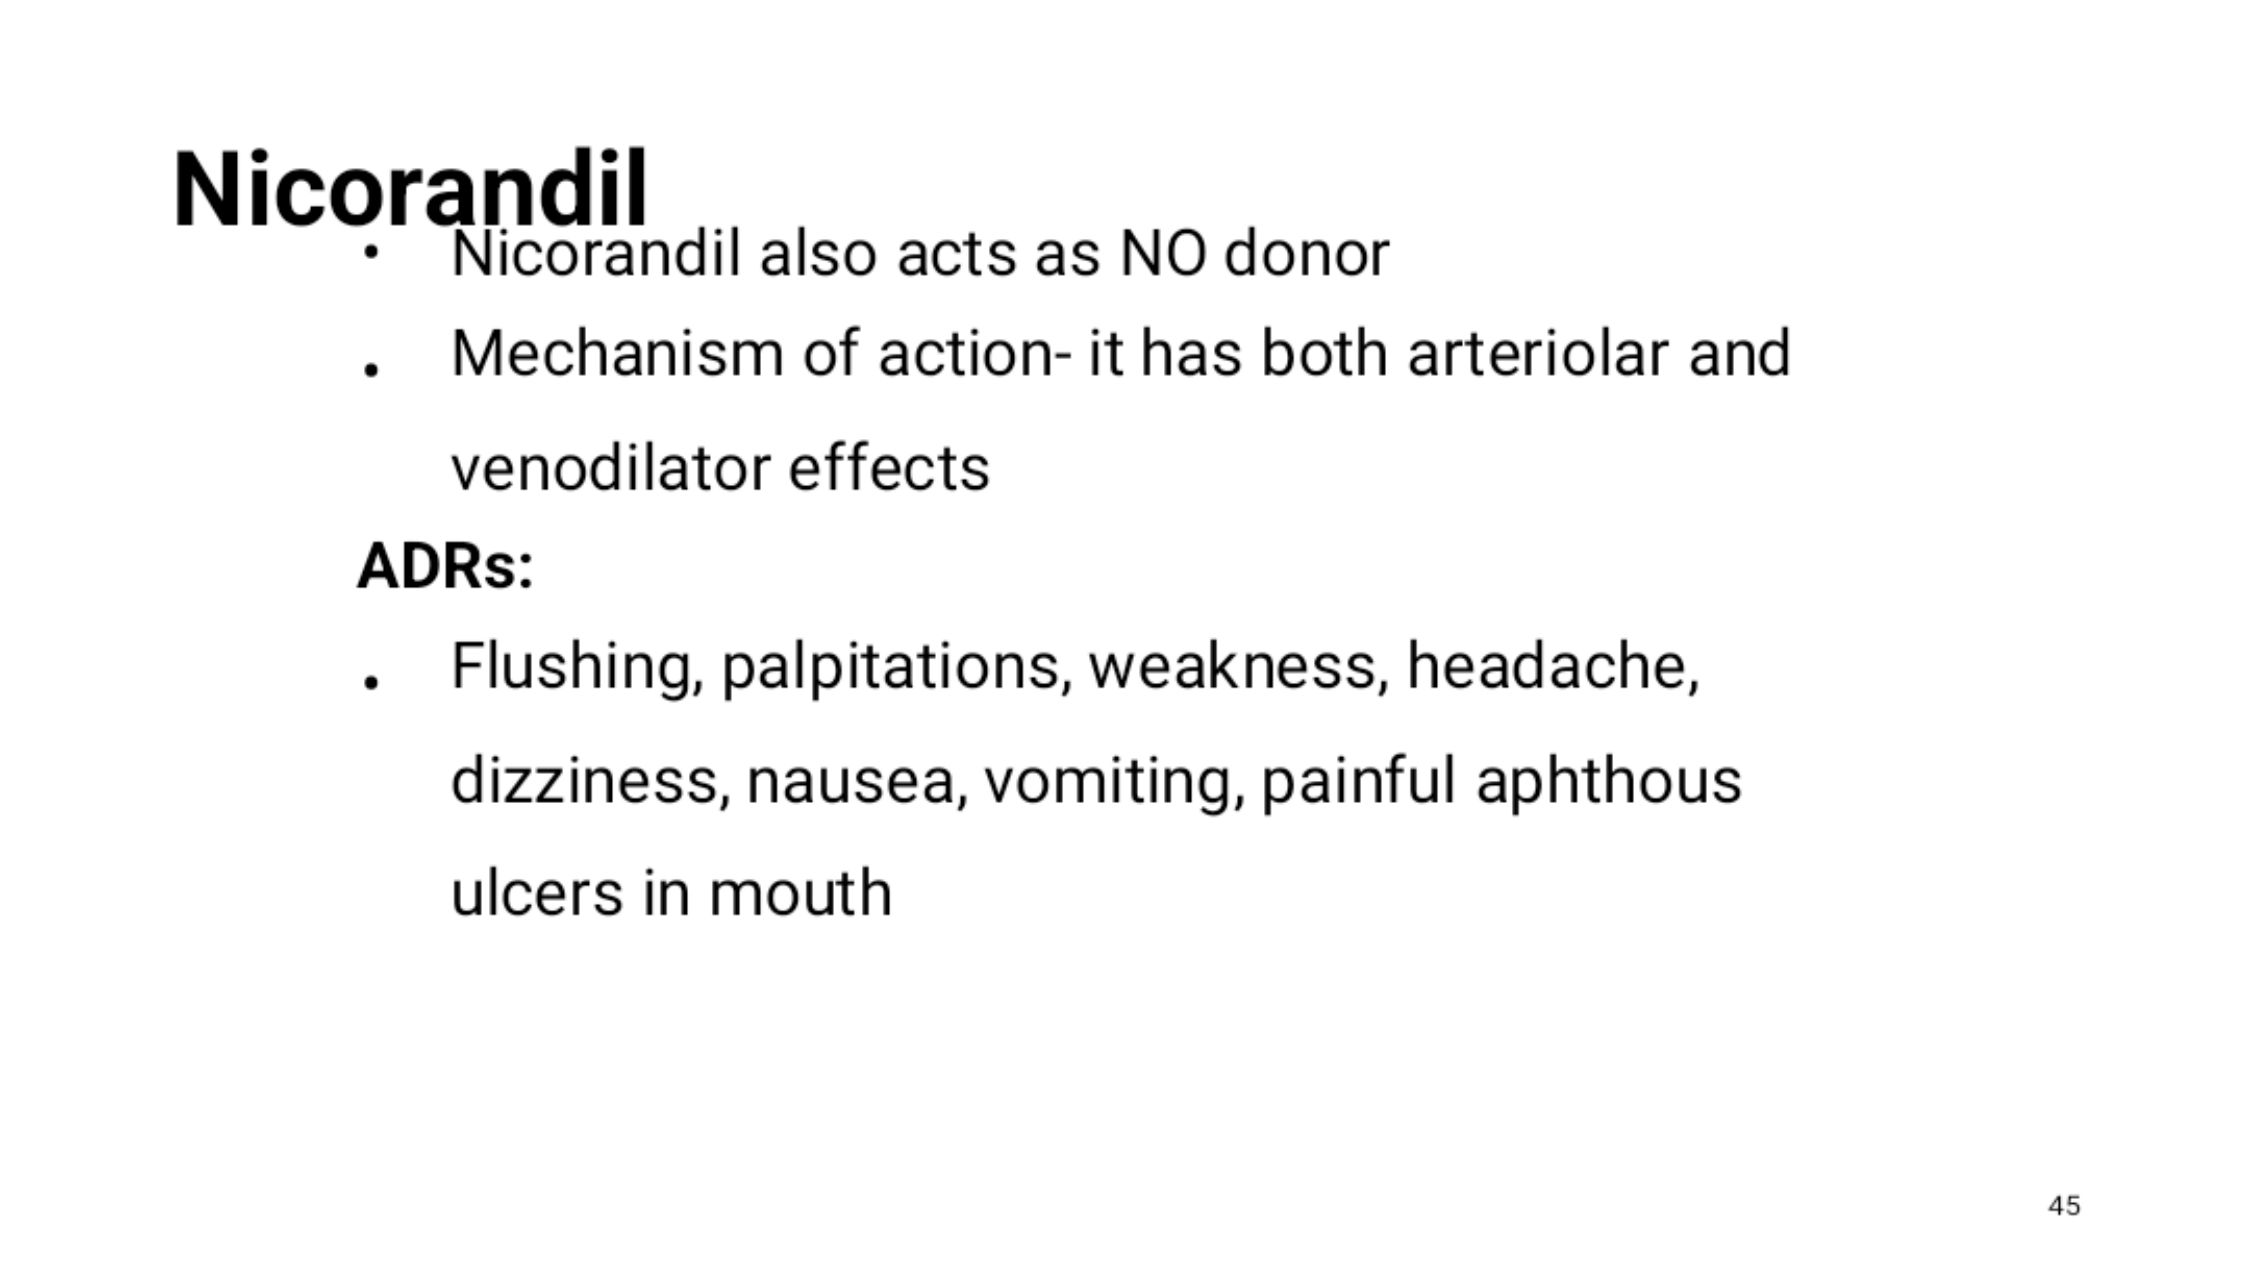 Nicorandil
• Nicorandil also acts as NO donor
• Mechanism of action- it has both arteriolar and
venodilator effects
ADRs:
• Flushing, palpitations, weakness, headache,
dizziness, nausea, vomiting, painful aphthous
ulcers in mouth
45